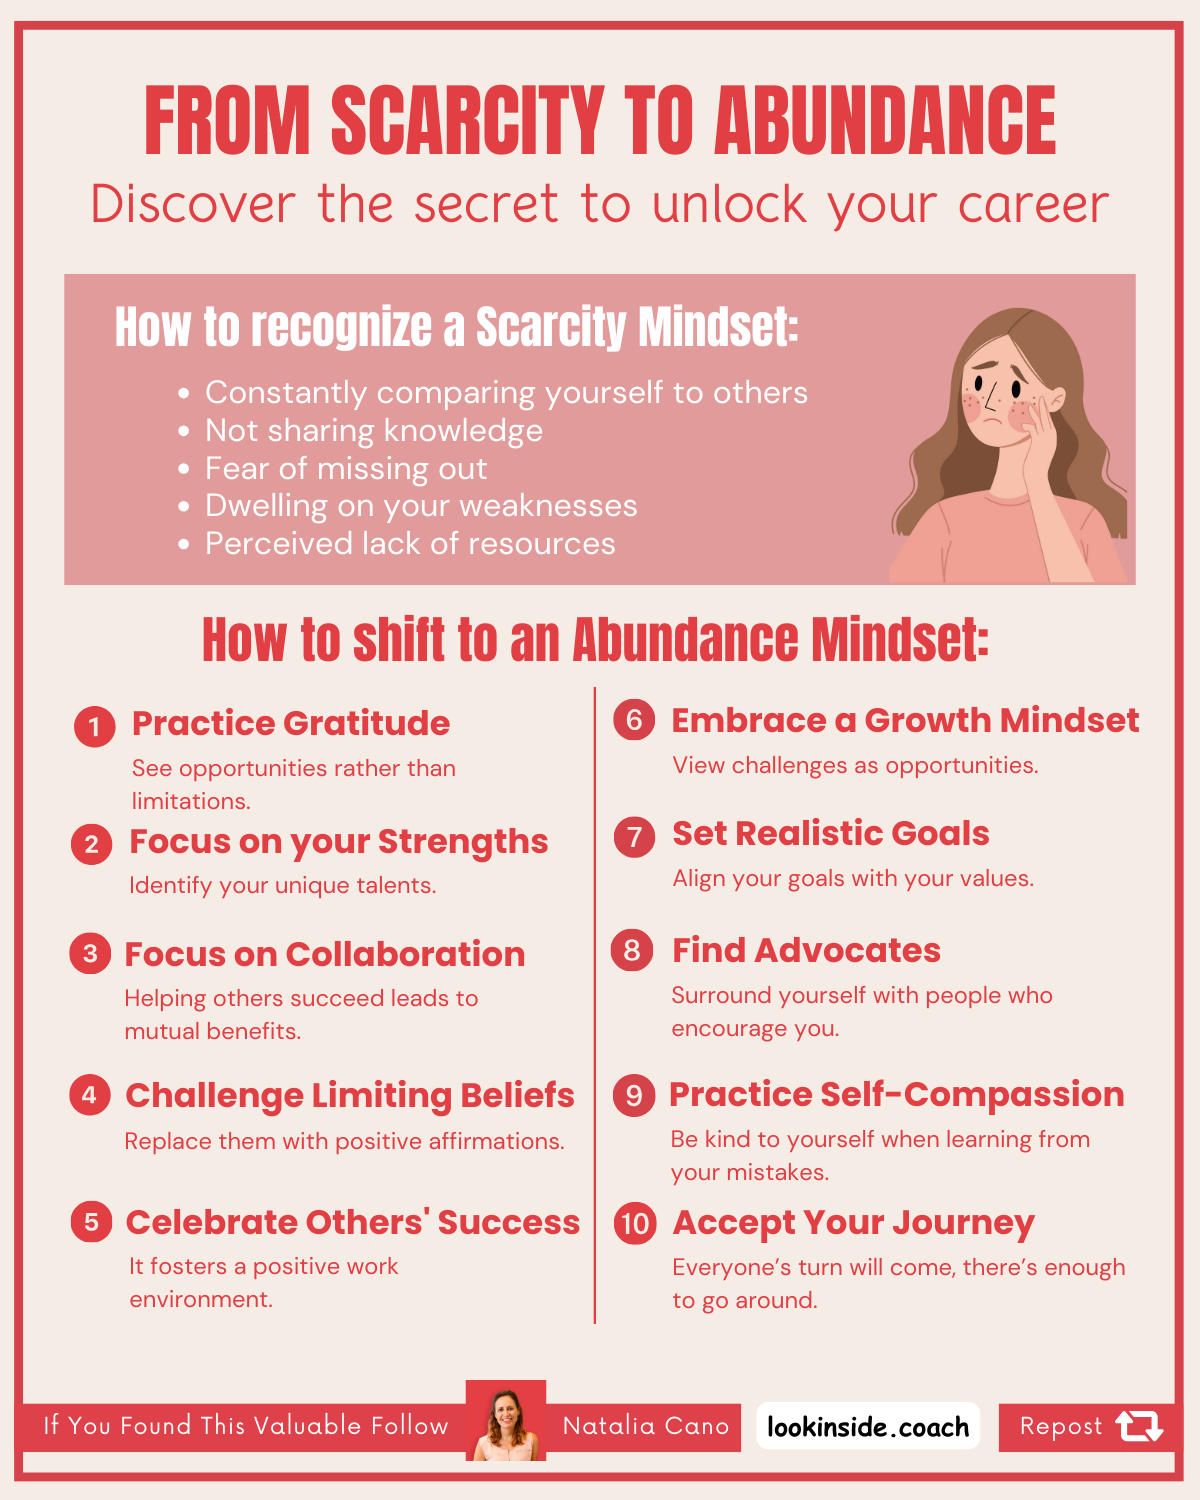 FROM SCARCITY TO ABUNDANCE
Discover the secret to unlock your career
How to recognize a Scarcity Mindset:
• Constantly comparing yourself to others
• Not sharing knowledge
• Fear of missing out
• Dwelling on your weaknesses
• Perceived lack of resources
How to shift to an Abundance Mindset:
1 Practice Gratitude
See opportunities rather than
limitations.
2 Focus on your Strengths
Identify your unique talents.
3 Focus on Collaboration
Helping others succeed leads to
mutual benefits.
4 Challenge Limiting Beliefs
Replace them with positive affirmations.
5 Celebrate Others' Success
It fosters a positive work
environment.
6 Embrace a Growth Mindset
View challenges as opportunities.
7 Set Realistic Goals
Align your goals with your values.
8 Find Advocates
Surround yourself with people who
encourage you.
9 Practice Self-Compassion
Be kind to yourself when learning from
your mistakes.
10 Accept Your Journey
Everyone’s turn will come, there’s enough
to go around.
If You Found This Valuable Follow Natalia Cano lookinside.coach Repost